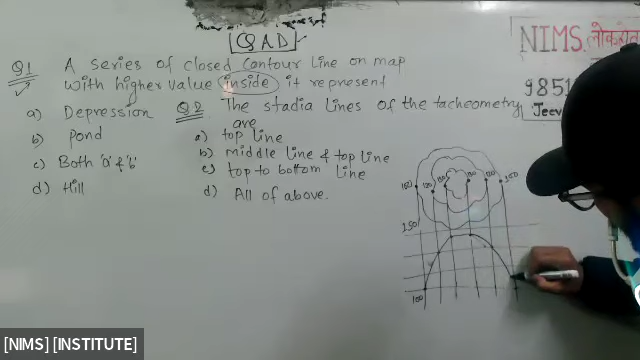 [QAD]
Q1 A series of closed Contour Line on map
with higher value inside it represent
a) Depression
b) pond
c) Both 'a' & 'b'
d) Hill
Q2 The stadia lines of the tacheometry
are
a) top line
b) middle line & top line
c) top to bottom line
d) All of above.
NIMS लोकसेवा
9851
Jeev
150
100
[NIMS] [INSTITUTE]